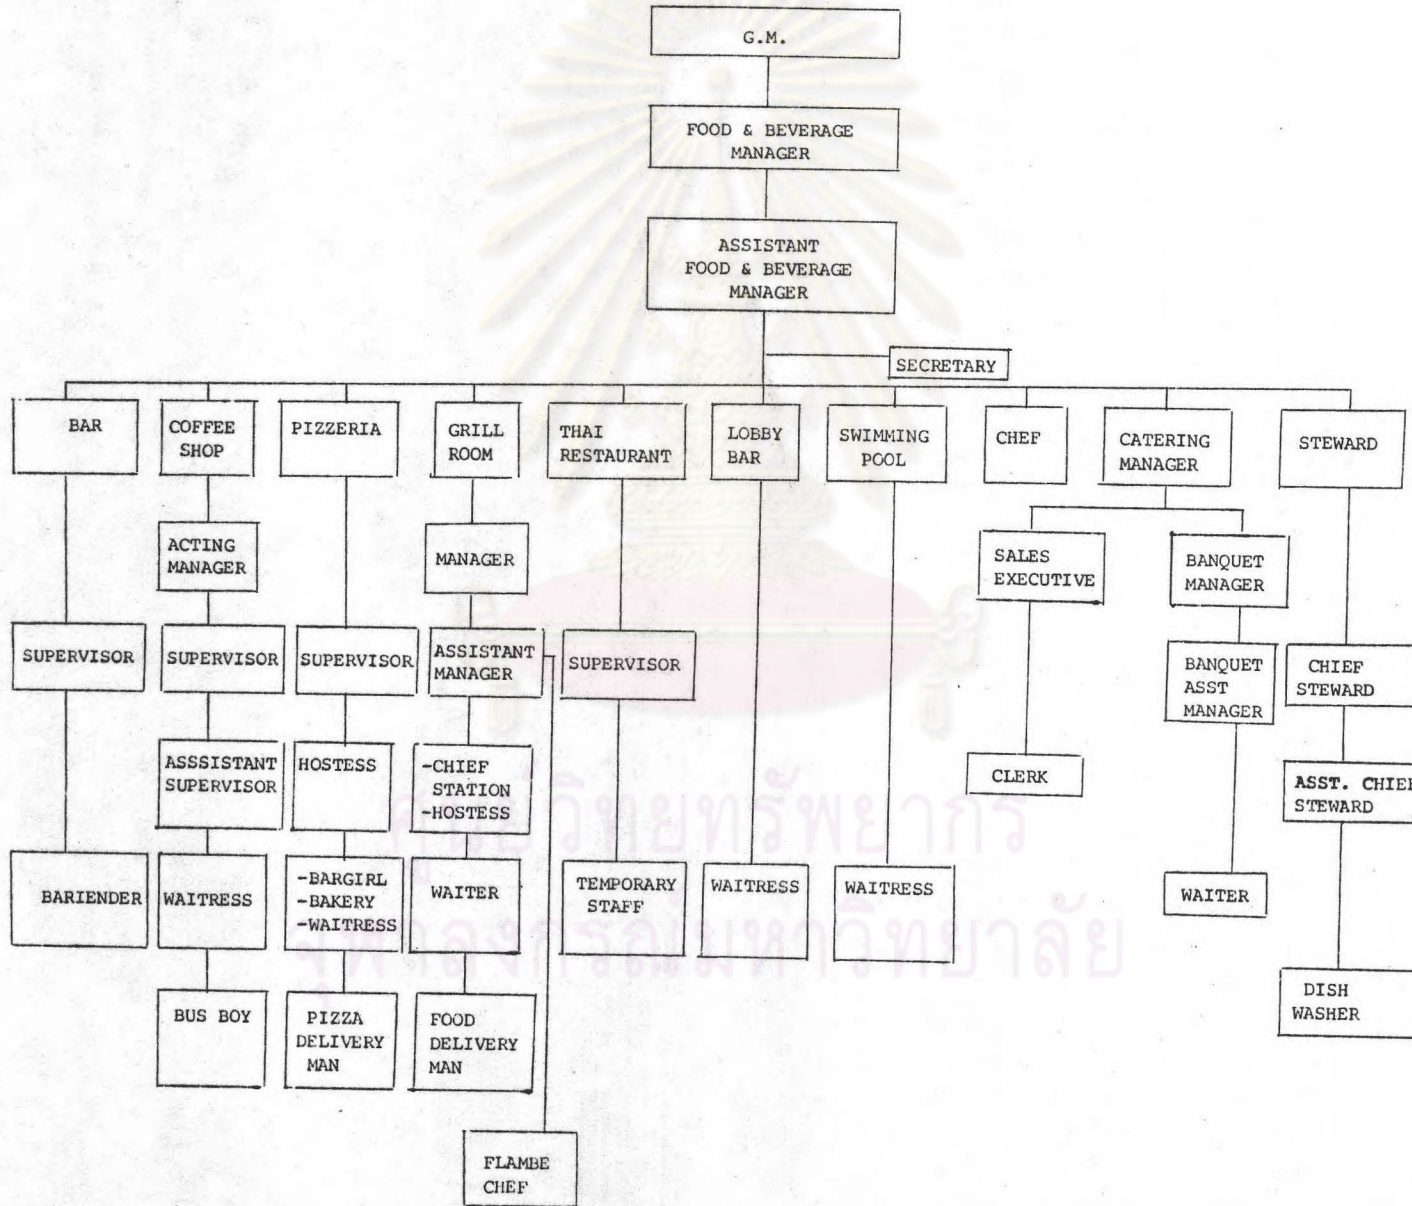 G.M.
FOOD & BEVERAGE
MANAGER
ASSISTANT
FOOD & BEVERAGE
MANAGER
SECRETARY
BAR
COFFEE
SHOP
PIZZERIA
GRILL
ROOM
THAI
RESTAURANT
LOBBY
BAR
SWIMMING
POOL
CHEF
CATERING
MANAGER
STEWARD
ACTING
MANAGER
MANAGER
SALES
EXECUTIVE
BANQUET
MANAGER
SUPERVISOR
SUPERVISOR
SUPERVISOR
ASSISTANT
MANAGER
SUPERVISOR
BANQUET
ASST
MANAGER
CHIEF
STEWARD
ASSSISTANT
SUPERVISOR
HOSTESS
-CHIEF
STATION
-HOSTESS
CLERK
ASST. CHIEF
STEWARD
BARIENDER
WAITRESS
-BARGIRL
-BAKERY
-WAITRESS
WAITER
TEMPORARY
STAFF
WAITRESS
WAITRESS
WAITER
BUS BOY
PIZZA
DELIVERY
MAN
FOOD
DELIVERY
MAN
DISH
WASHER
FLAMBE
CHEF
ศูนย์วิทยทรัพยากร
จุฬาลงกรณ์มหาวิทยาลัย